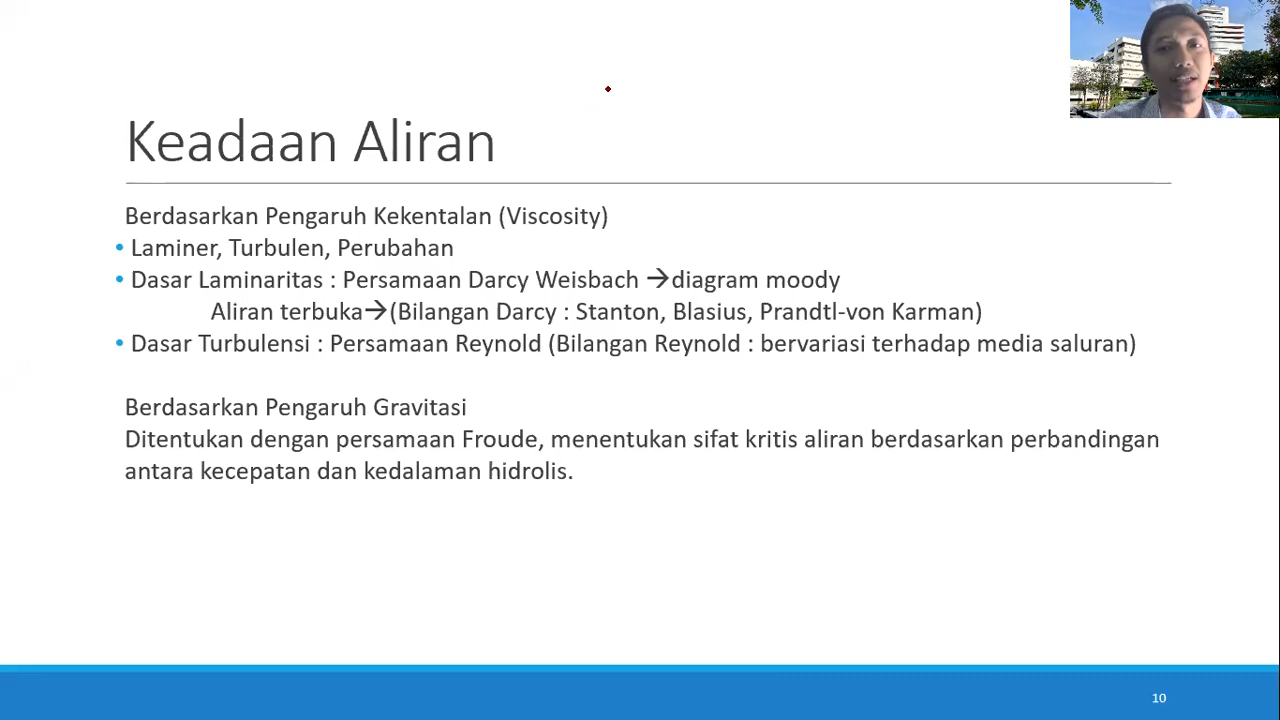 Keadaan Aliran
Berdasarkan Pengaruh Kekentalan (Viscosity)
• Laminer, Turbulen, Perubahan
• Dasar Laminaritas : Persamaan Darcy Weisbach →diagram moody
Aliran terbuka→(Bilangan Darcy : Stanton, Blasius, Prandtl-von Karman)
• Dasar Turbulensi : Persamaan Reynold (Bilangan Reynold : bervariasi terhadap media saluran)
Berdasarkan Pengaruh Gravitasi
Ditentukan dengan persamaan Froude, menentukan sifat kritis aliran berdasarkan perbandingan
antara kecepatan dan kedalaman hidrolis.
10